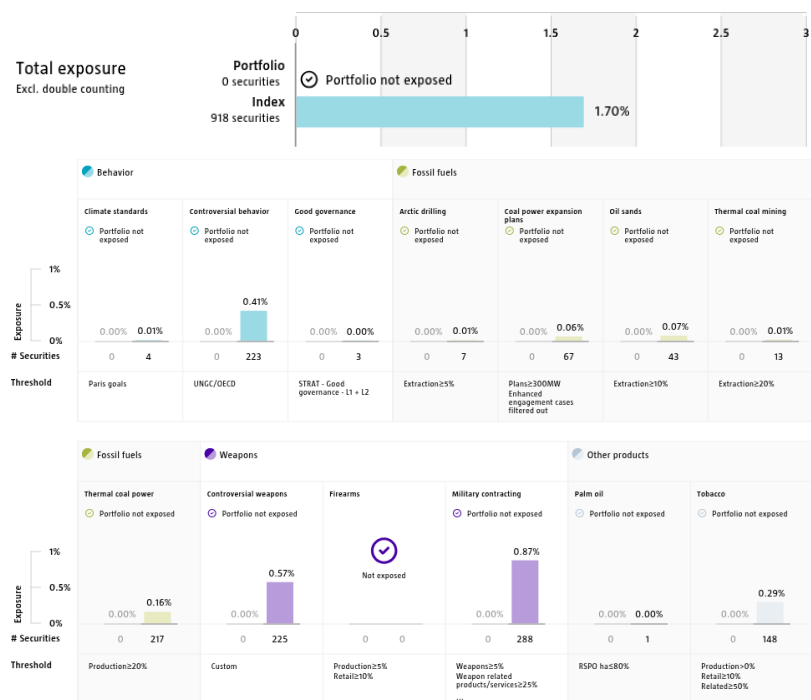 0 0.5 1 1.5 2 2.5 3
Total exposure
Excl. double counting
Portfolio
0 securities
Portfolio not exposed
Index
918 securities
1.70%
Behavior
Fossil fuels
Climate standards
Controversial behavior
Good governance
Arctic drilling
Coal power expansion
plans
Oil sands
Thermal coal mining
Portfolio not
exposed
Portfolio not
exposed
Portfolio not
exposed
Portfolio not
exposed
Portfolio not
exposed
Portfolio not
exposed
Portfolio not
exposed
Exposure
1%
0.5%
0%
0.00% 0.01%
0.00% 0.41%
0.00% 0.00%
0.00% 0.01%
0.00% 0.06%
0.00% 0.07%
0.00% 0.01%
# Securities 0 4 0 223 0 3 0 7 0 67 0 43 0 13
Threshold
Paris goals
UNGC/OECD
STRAT - Good
governance - L1 + L2
Extraction≥5%
Plans≥300MW
Enhanced
engagement cases
filtered out
Extraction≥10%
Extraction≥20%
Fossil fuels
Weapons
Other products
Thermal coal power
Controversial weapons
Firearms
Military contracting
Palm oil
Tobacco
Portfolio not exposed
Portfolio not exposed
Not exposed
Portfolio not exposed
Portfolio not exposed
Portfolio not exposed
Exposure
1%
0.5%
0%
0.00% 0.16%
0.00% 0.57%
0.00% 0.87%
0.00% 0.00%
0.00% 0.29%
# Securities 0 217 0 225 0 0 0 288 0 1 0 148
Threshold
Production≥20%
Custom
Production≥5%
Retail≥10%
Weapons≥5%
Weapon related
products/services≥25%
RSPO ha≤80%
Production>0%
Retail≥10%
Related≥50%